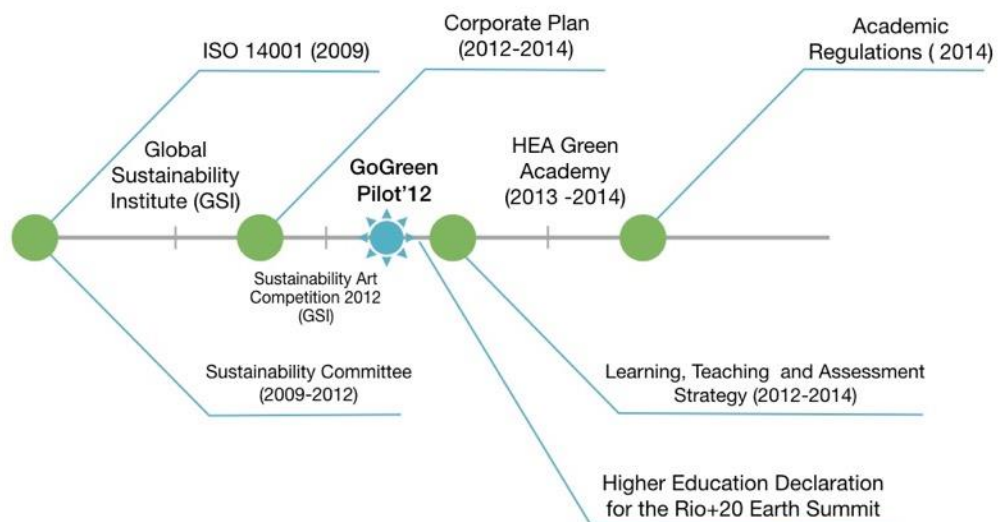 ISO 14001 (2009)
Corporate Plan
(2012-2014)
Academic
Regulations ( 2014)
Global
Sustainability
Institute (GSI)
GoGreen
Pilot'12
HEA Green
Academy
(2013 -2014)
Sustainability Art
Competition 2012
(GSI)
Sustainability Committee
(2009-2012)
Learning, Teaching and Assessment
Strategy (2012-2014)
Higher Education Declaration
for the Rio+20 Earth Summit